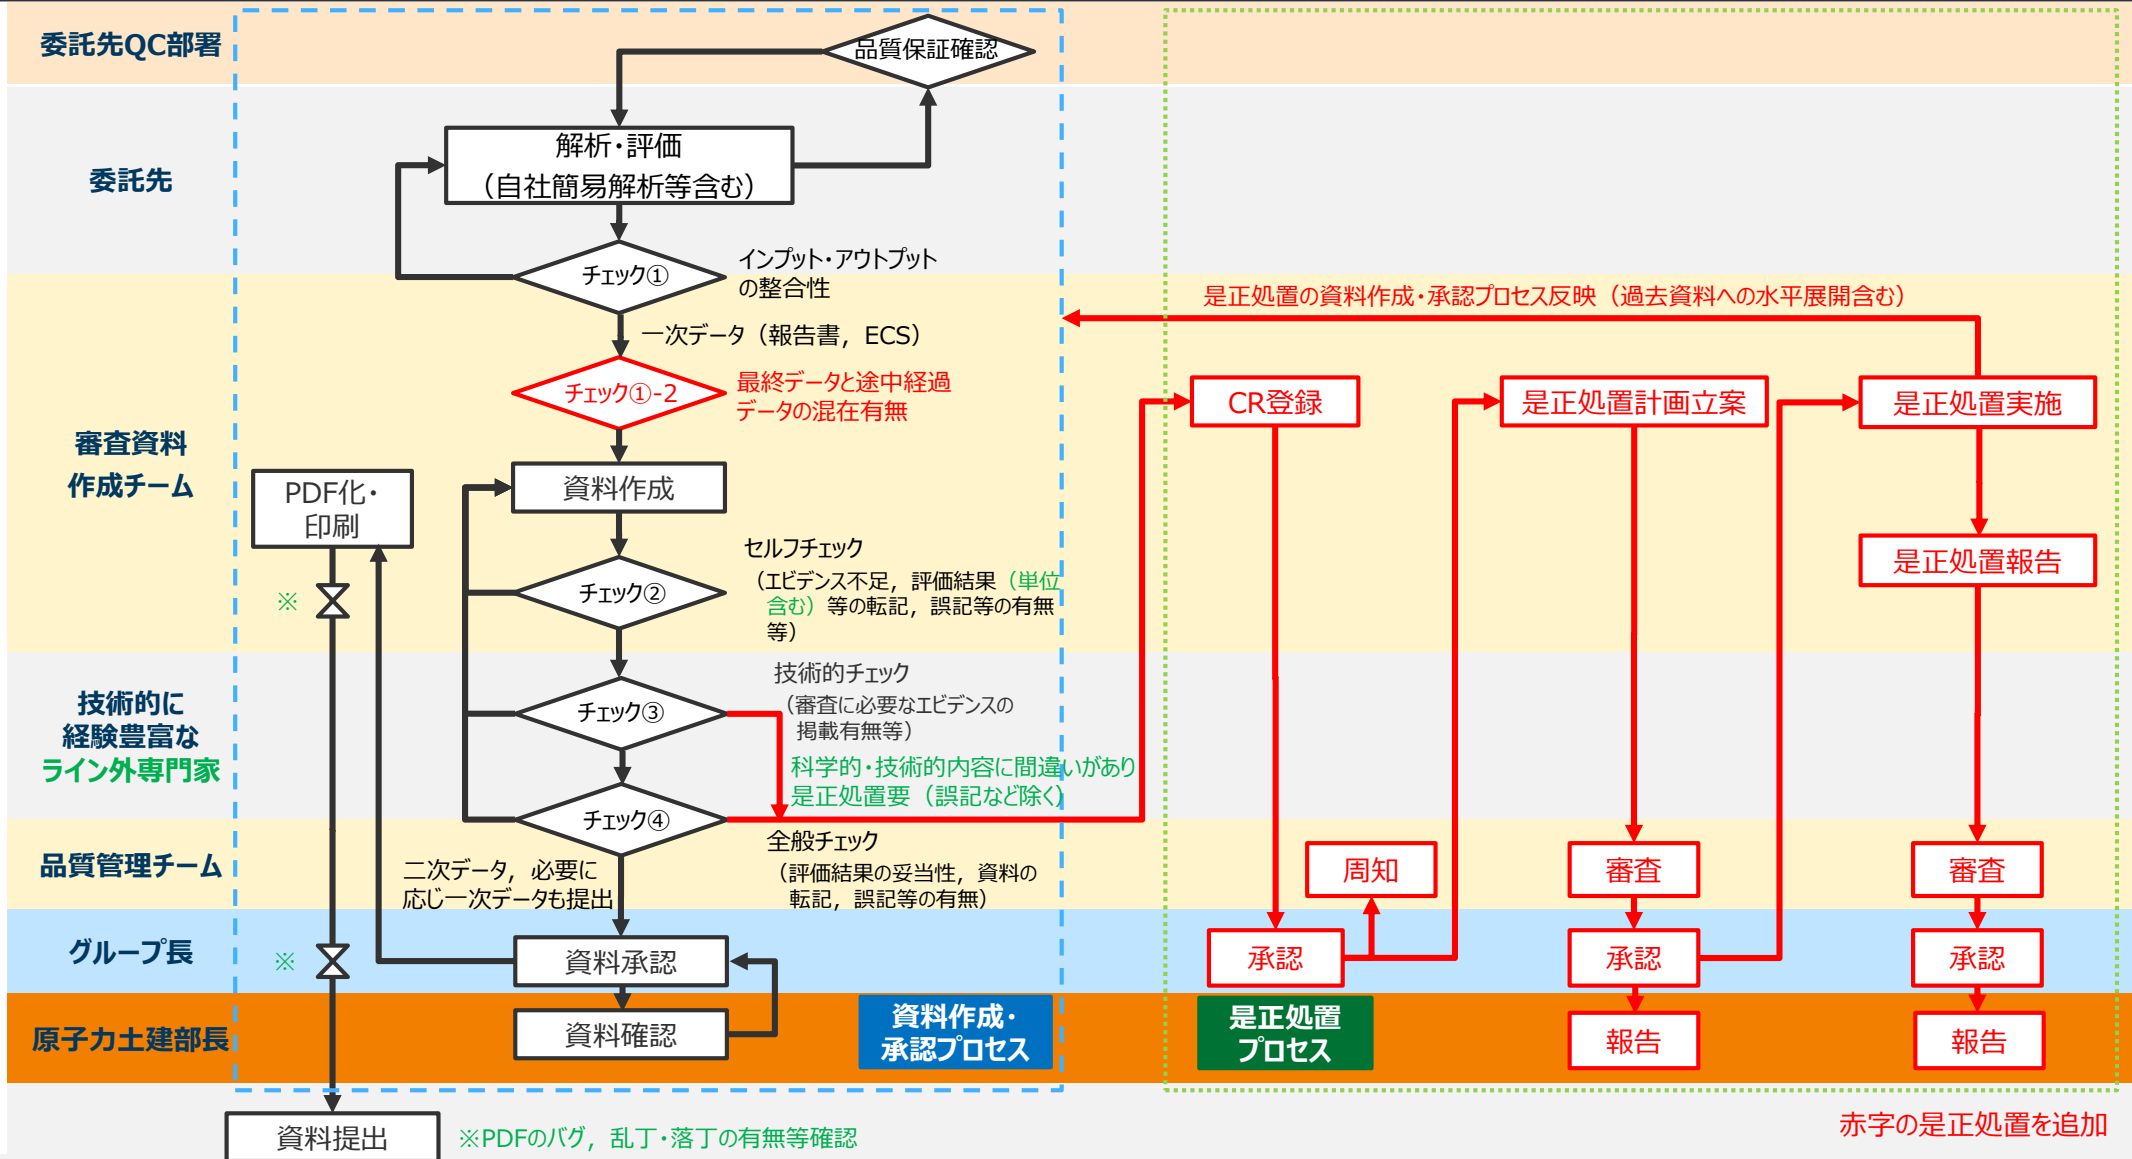 委託先QC部署
品質保証確認
委託先
解析・評価
（自社簡易解析等含む）
チェック①
インプット・アウトプット
の整合性
一次データ（報告書，ECS）
審査資料
作成チーム
チェック①-2
最終データと途中経過
データの混在有無
資料作成
PDF化・
印刷
※
チェック②
セルフチェック
（エビデンス不足，評価結果（単位
含む）等の転記，誤記等の有無
等）
技術的に
経験豊富な
ライン外専門家
チェック③
技術的チェック
（審査に必要なエビデンスの
掲載有無等）
科学的・技術的内容に間違いがあり
是正処置要（誤記など除く）
チェック④
品質管理チーム
全般チェック
（評価結果の妥当性，資料の
転記，誤記等の有無）
二次データ，必要に
応じ一次データも提出
グループ長
※
資料承認
原子力土建部長
資料確認
資料作成・
承認プロセス
資料提出
※PDFのバグ，乱丁・落丁の有無等確認
是正処置の資料作成・承認プロセス反映（過去資料への水平展開含む）
CR登録
是正処置計画立案
是正処置実施
是正処置報告
周知
審査
審査
承認
承認
承認
是正処置
プロセス
報告
報告
赤字の是正処置を追加